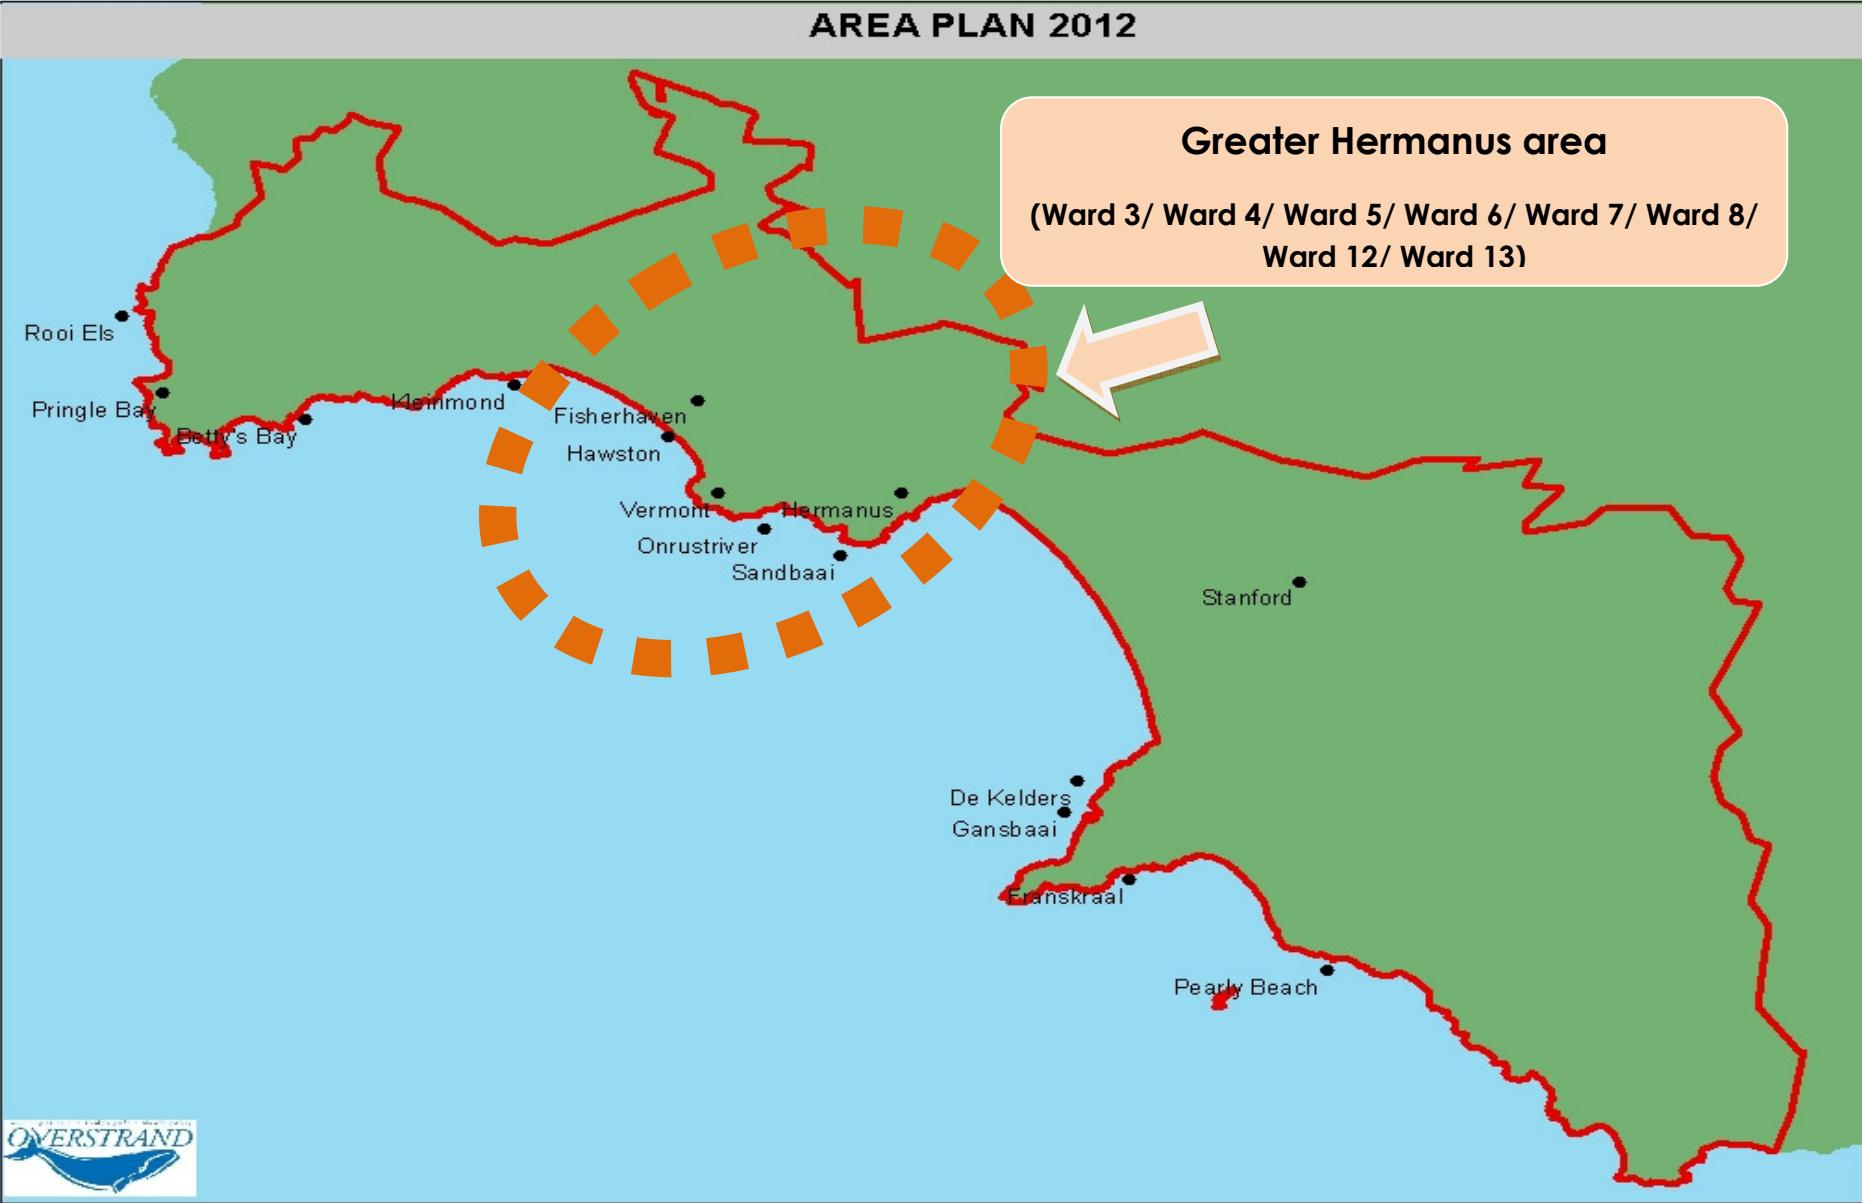 AREA PLAN 2012
Greater Hermanus area
(Ward 3/ Ward 4/ Ward 5/ Ward 6/ Ward 7/ Ward 8/
Ward 12/ Ward 13)
Rooi Els
Pringle Bay
Betty's Bay
Kleinmond
Fisherhaven
Hawston
Vermont
Hermanus
Onrustriver
Sandbaai
Stanford
De Kelders
Gansbaai
Franskraal
Pearly Beach
OVERSTRAND